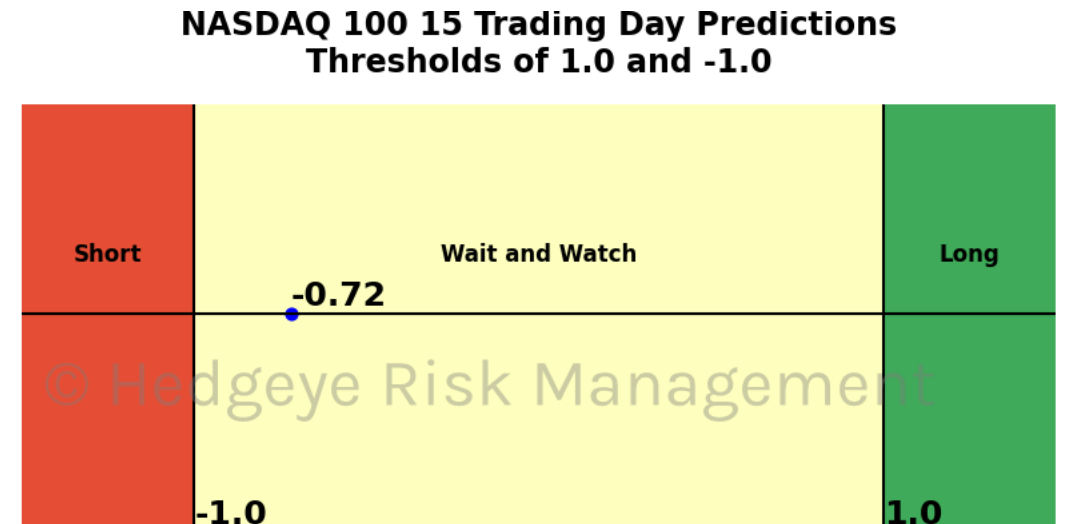 NASDAQ 100 15 Trading Day Predictions
Thresholds of 1.0 and -1.0
Short
Wait and Watch
Long
-0.72
© Hedgeye Risk Management
-1.0
1.0